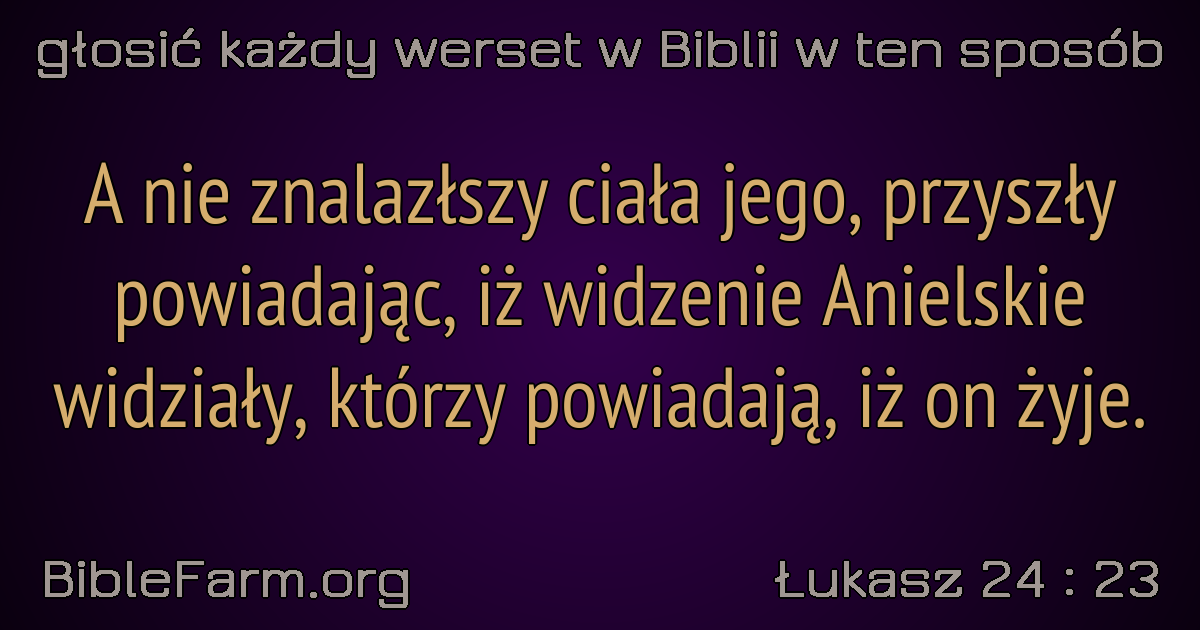 głosić każdy werset w Biblii w ten sposób
A nie znalazłszy ciała jego, przyszły
powiadając, iż widzenie Anielskie
widziały, którzy powiadają, iż on żyje.
BibleFarm.org
Łukasz 24 : 23